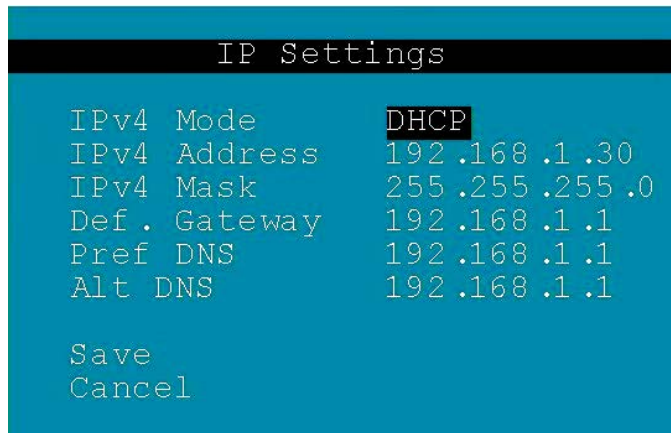 IP Settings
IPv4 Mode DHCP
IPv4 Address 192.168.1.30
IPv4 Mask 255.255.255.0
Def. Gateway 192.168.1.1
Pref DNS 192.168.1.1
Alt DNS 192.168.1.1
Save
Cancel